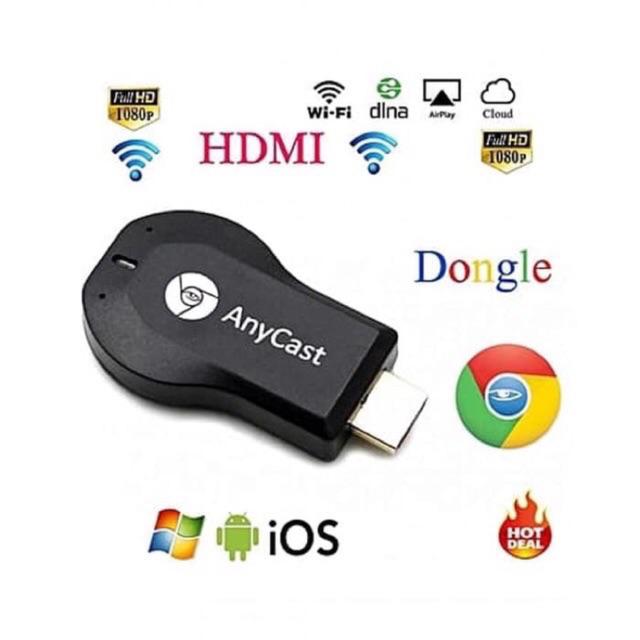 Full HD
1080P
Wi-Fi
dlna
AirPlay
Cloud
HDMI
Full HD
1080P
Dongle
AnyCast
iOS
HOT
DEAL